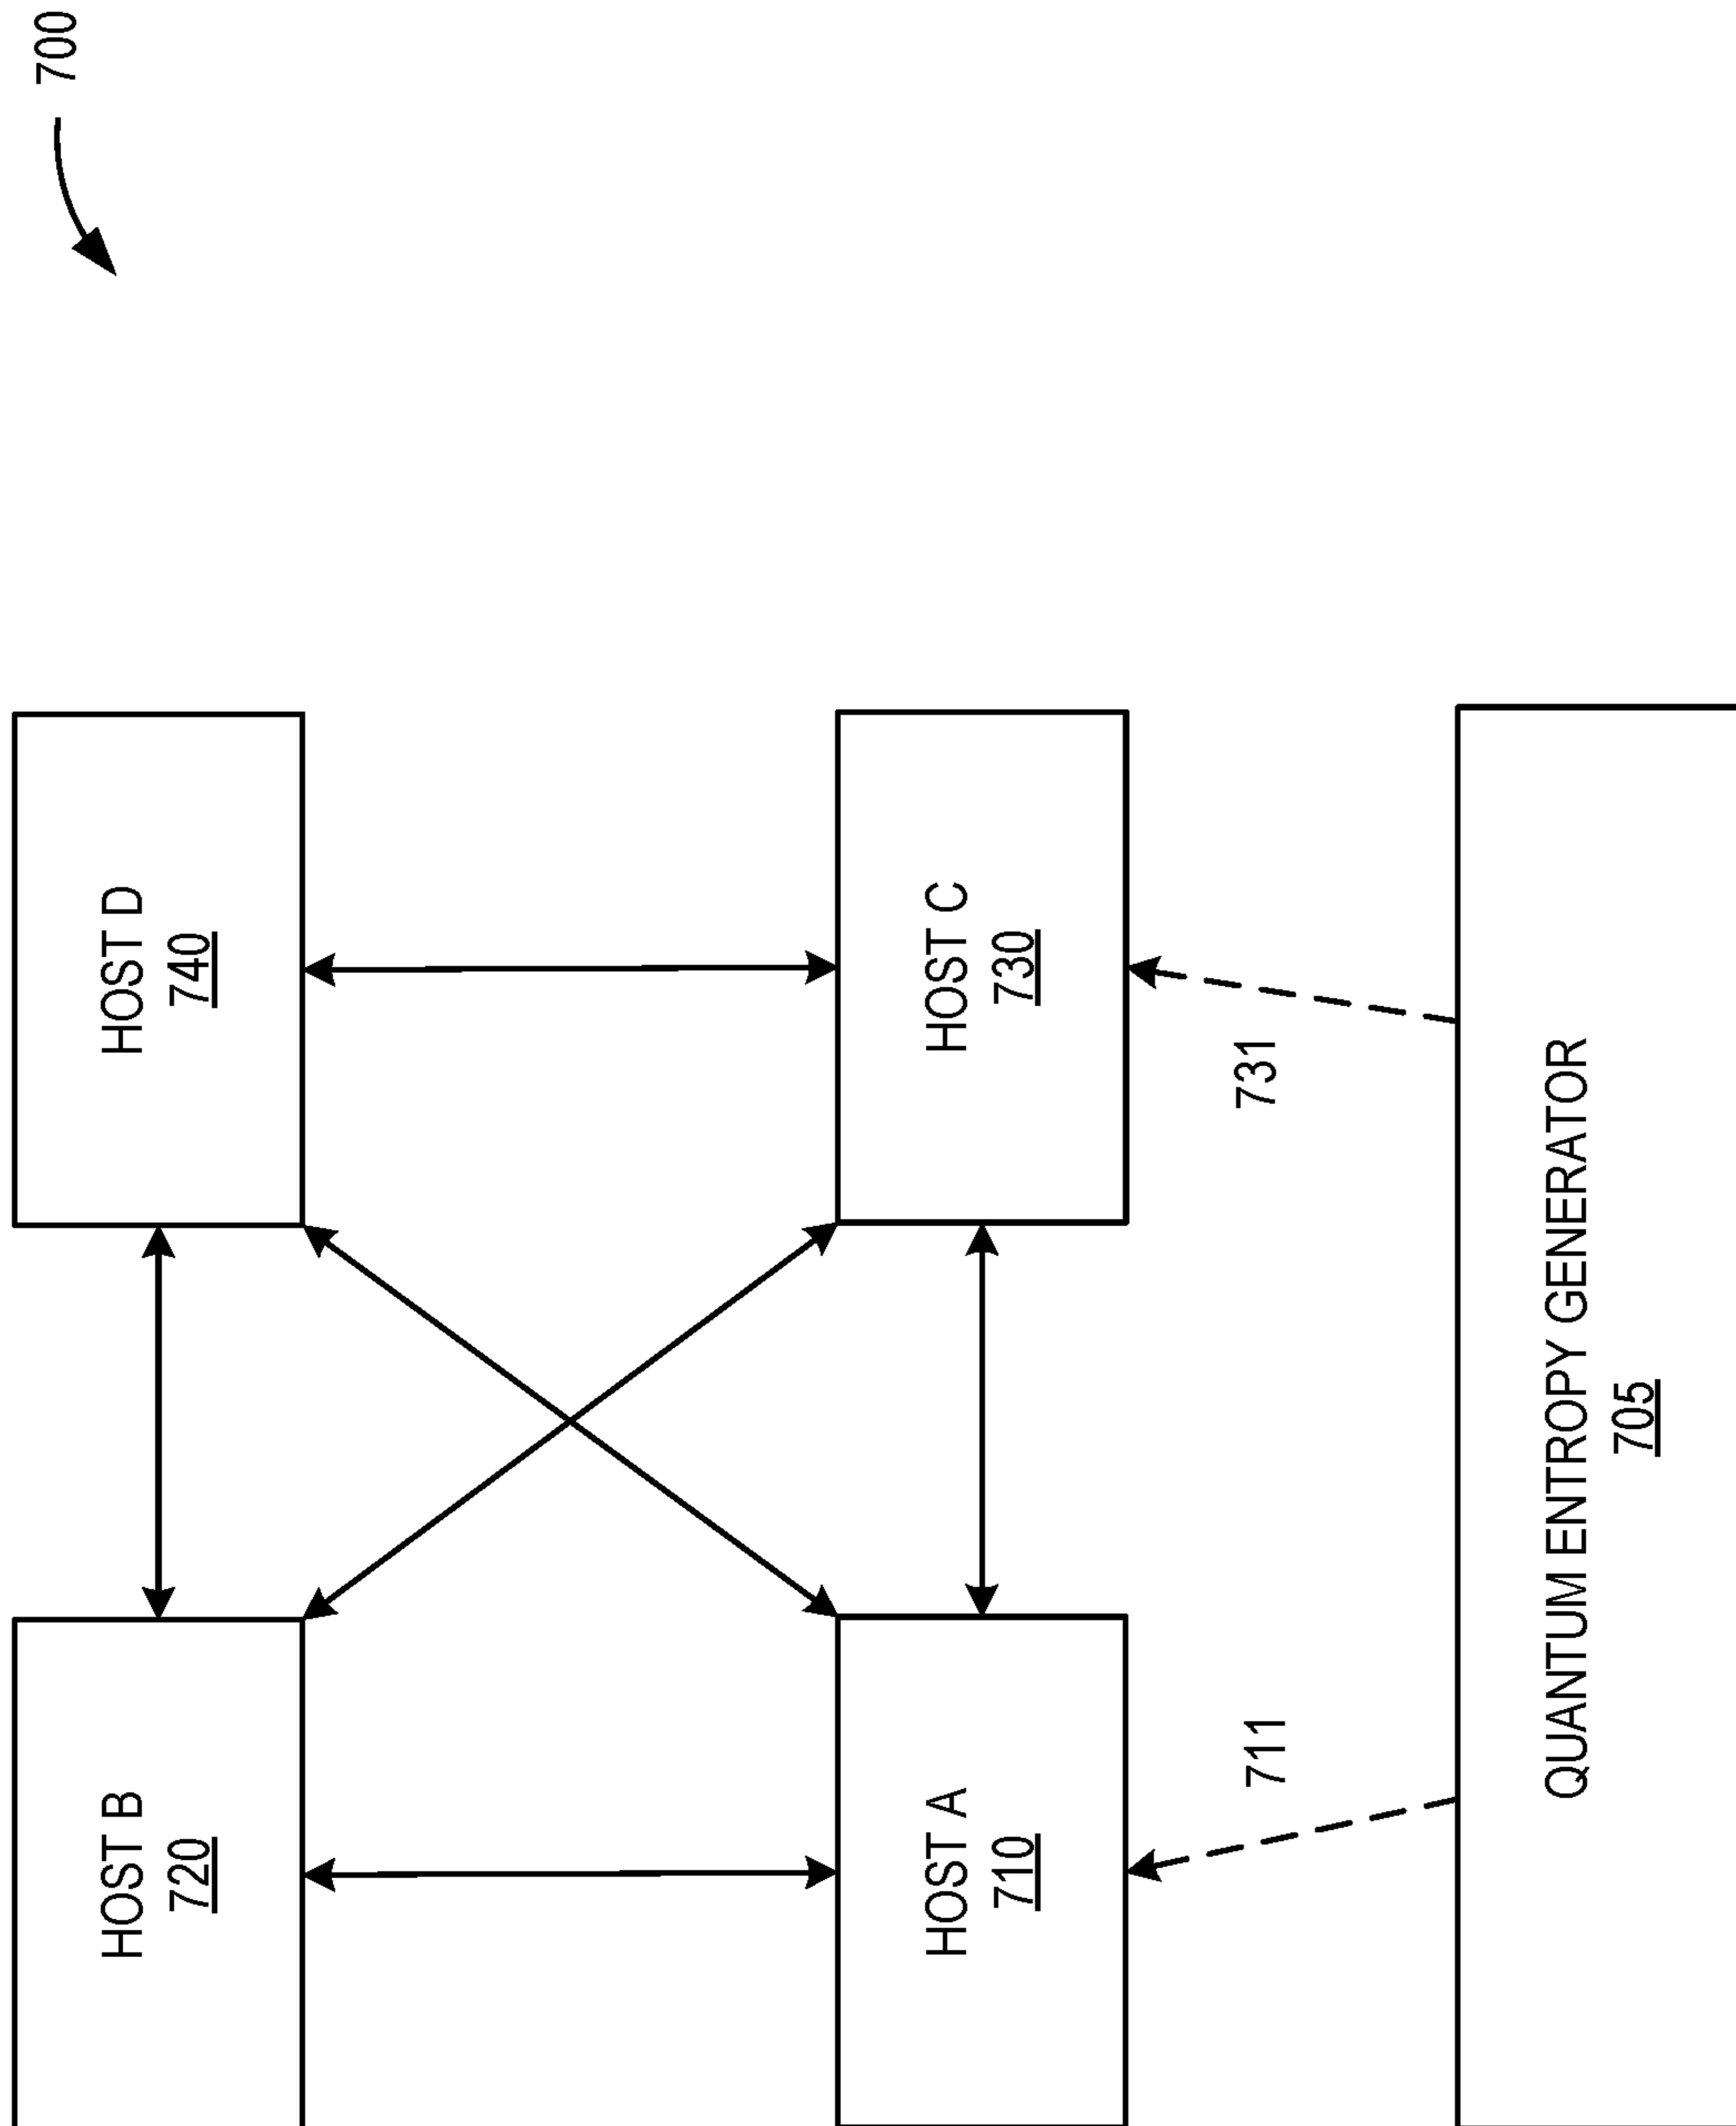 700
HOST B
720
HOST D
740
HOST A
710
HOST C
730
711
731
QUANTUM ENTROPY GENERATOR
705